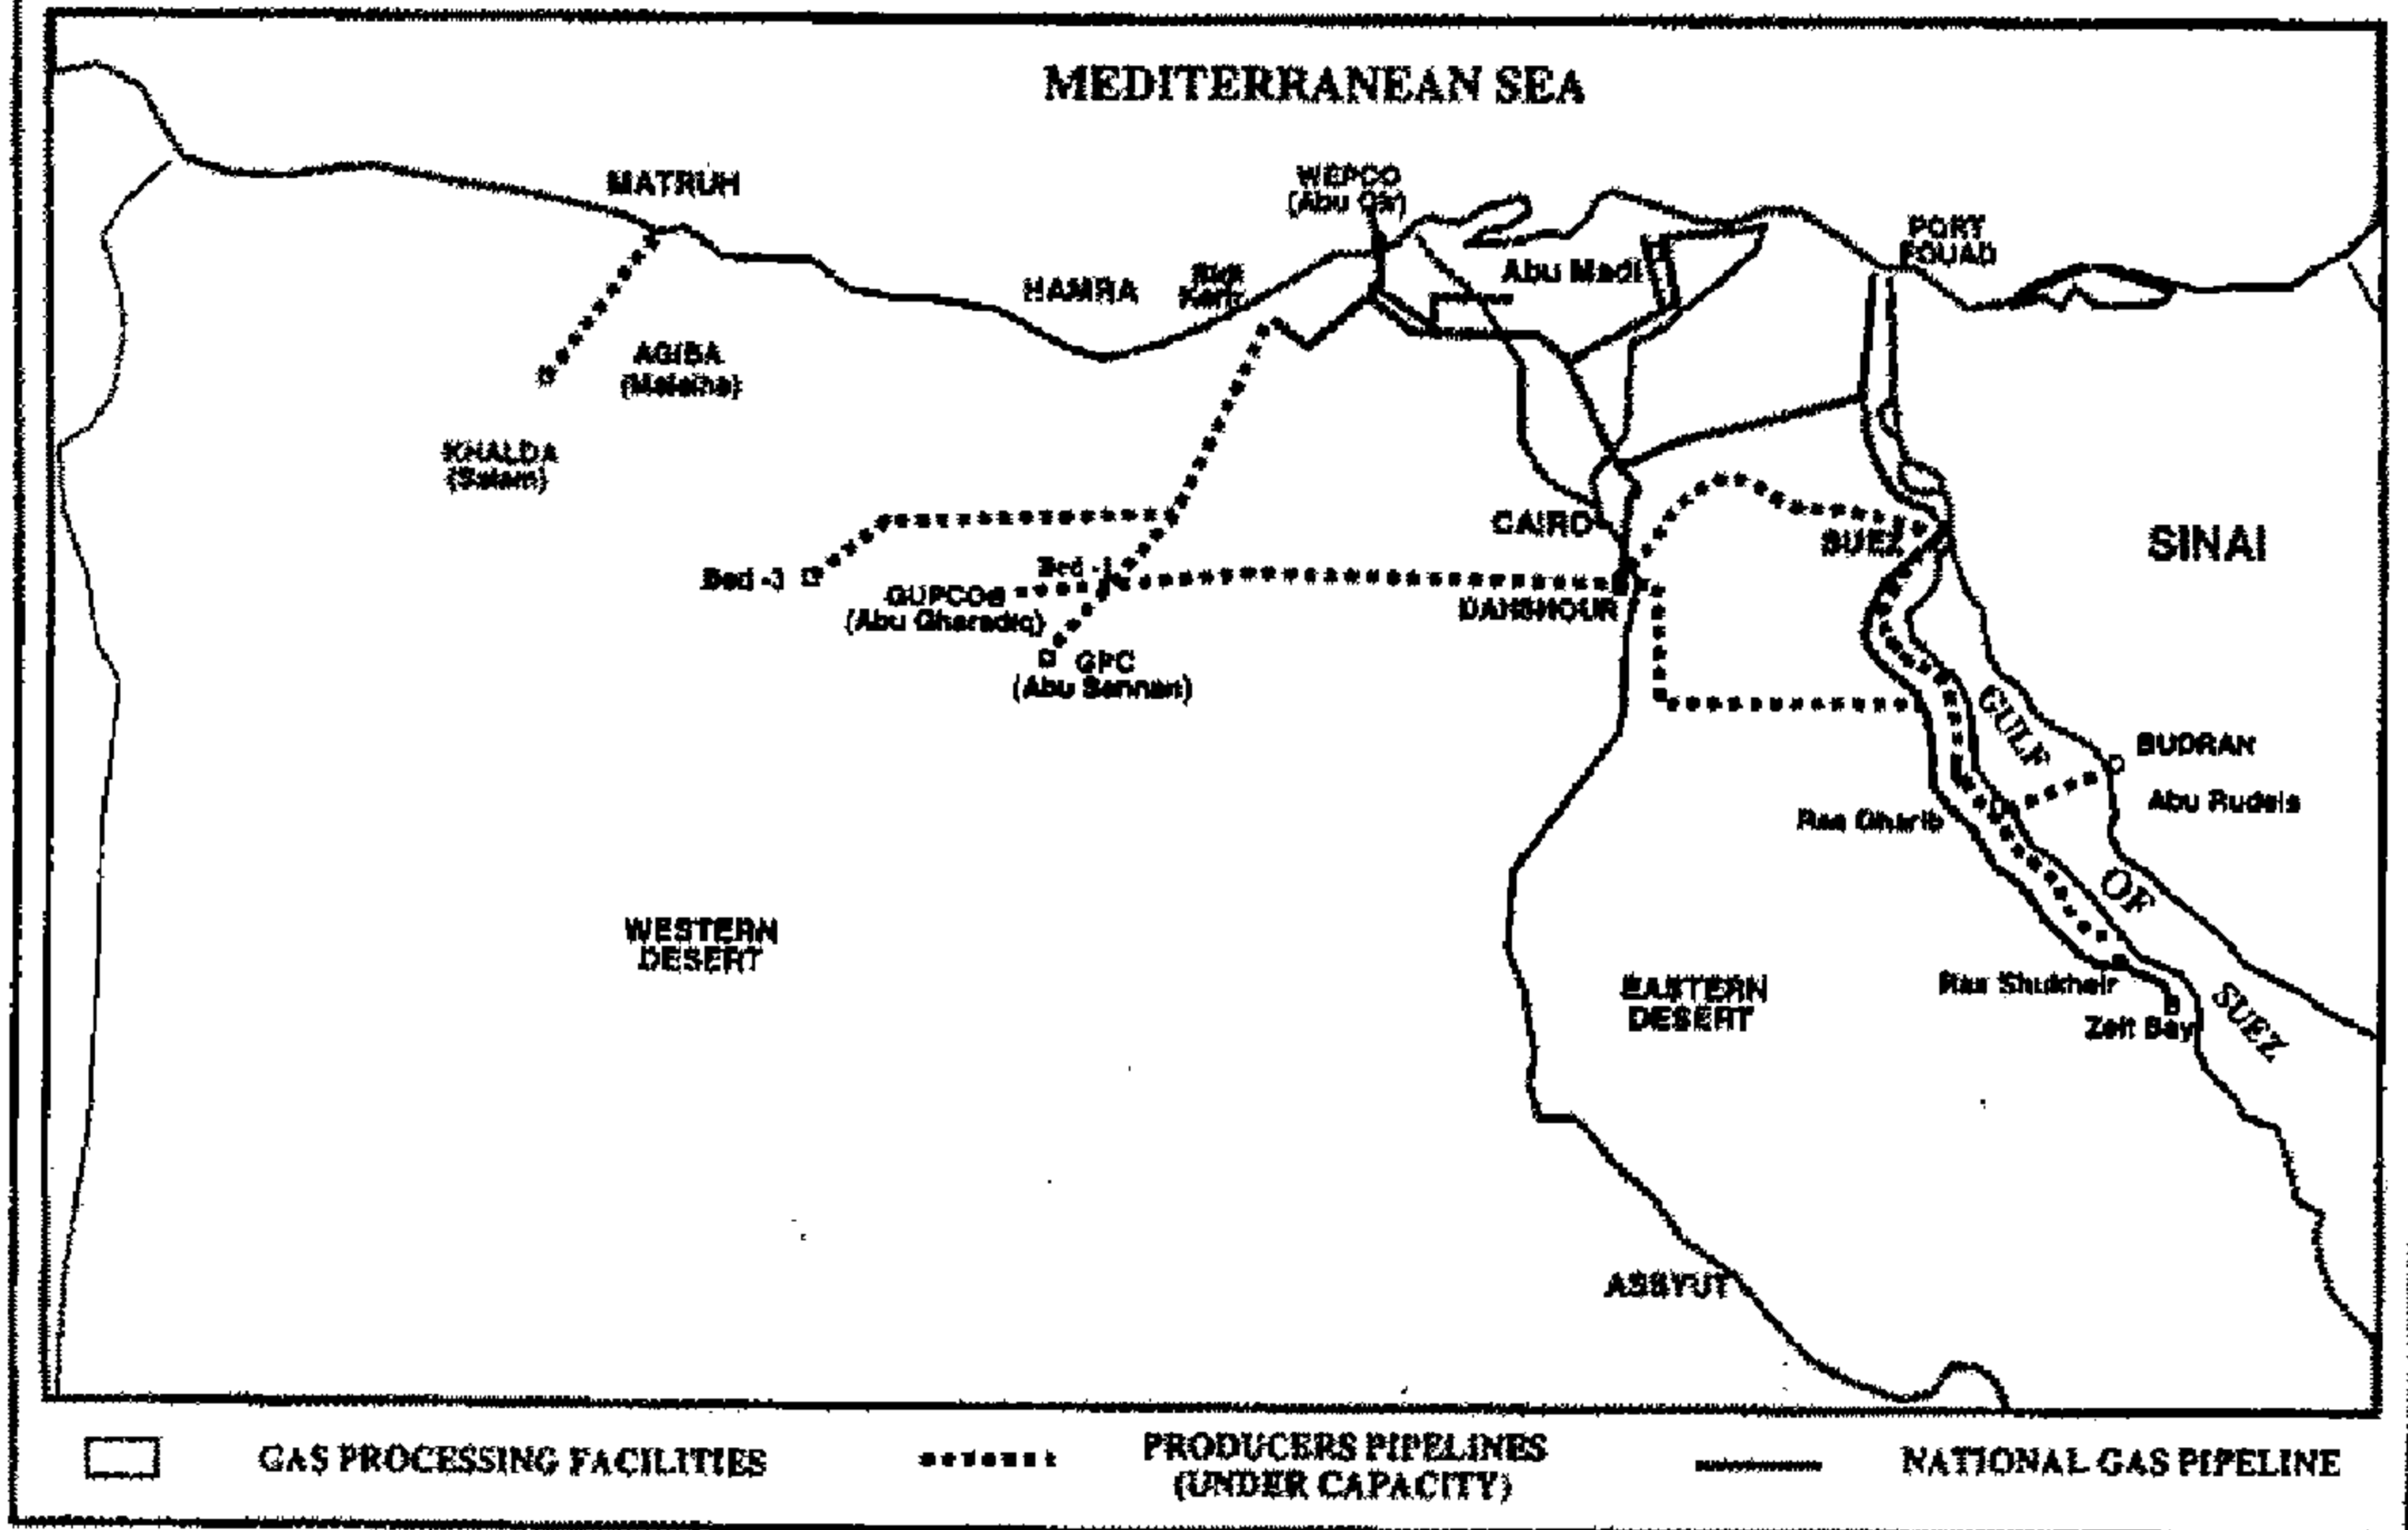 MEDITERRANEAN SEA
MATRUH
WEPCO
(Abu Qir)
PORT
FOUAD
Abu Madi
HAMRA
AGIBA
(Meleiha)
KHALDA
(Salam)
CAIRO
SUEZ
SINAI
Bed -3
Bed -1
GUPCO
(Abu Gharadiq)
DAHSHOUR
GPC
(Abu Sannan)
GULF
OF
SUEZ
BUDRAN
Abu Rudeis
Ras Gharib
WESTERN
DESERT
EASTERN
DESERT
Ras Shukheir
Zeit Bay
ASSYUT
GAS PROCESSING FACILITIES
PRODUCERS PIPELINES
(UNDER CAPACITY)
NATIONAL GAS PIPELINE